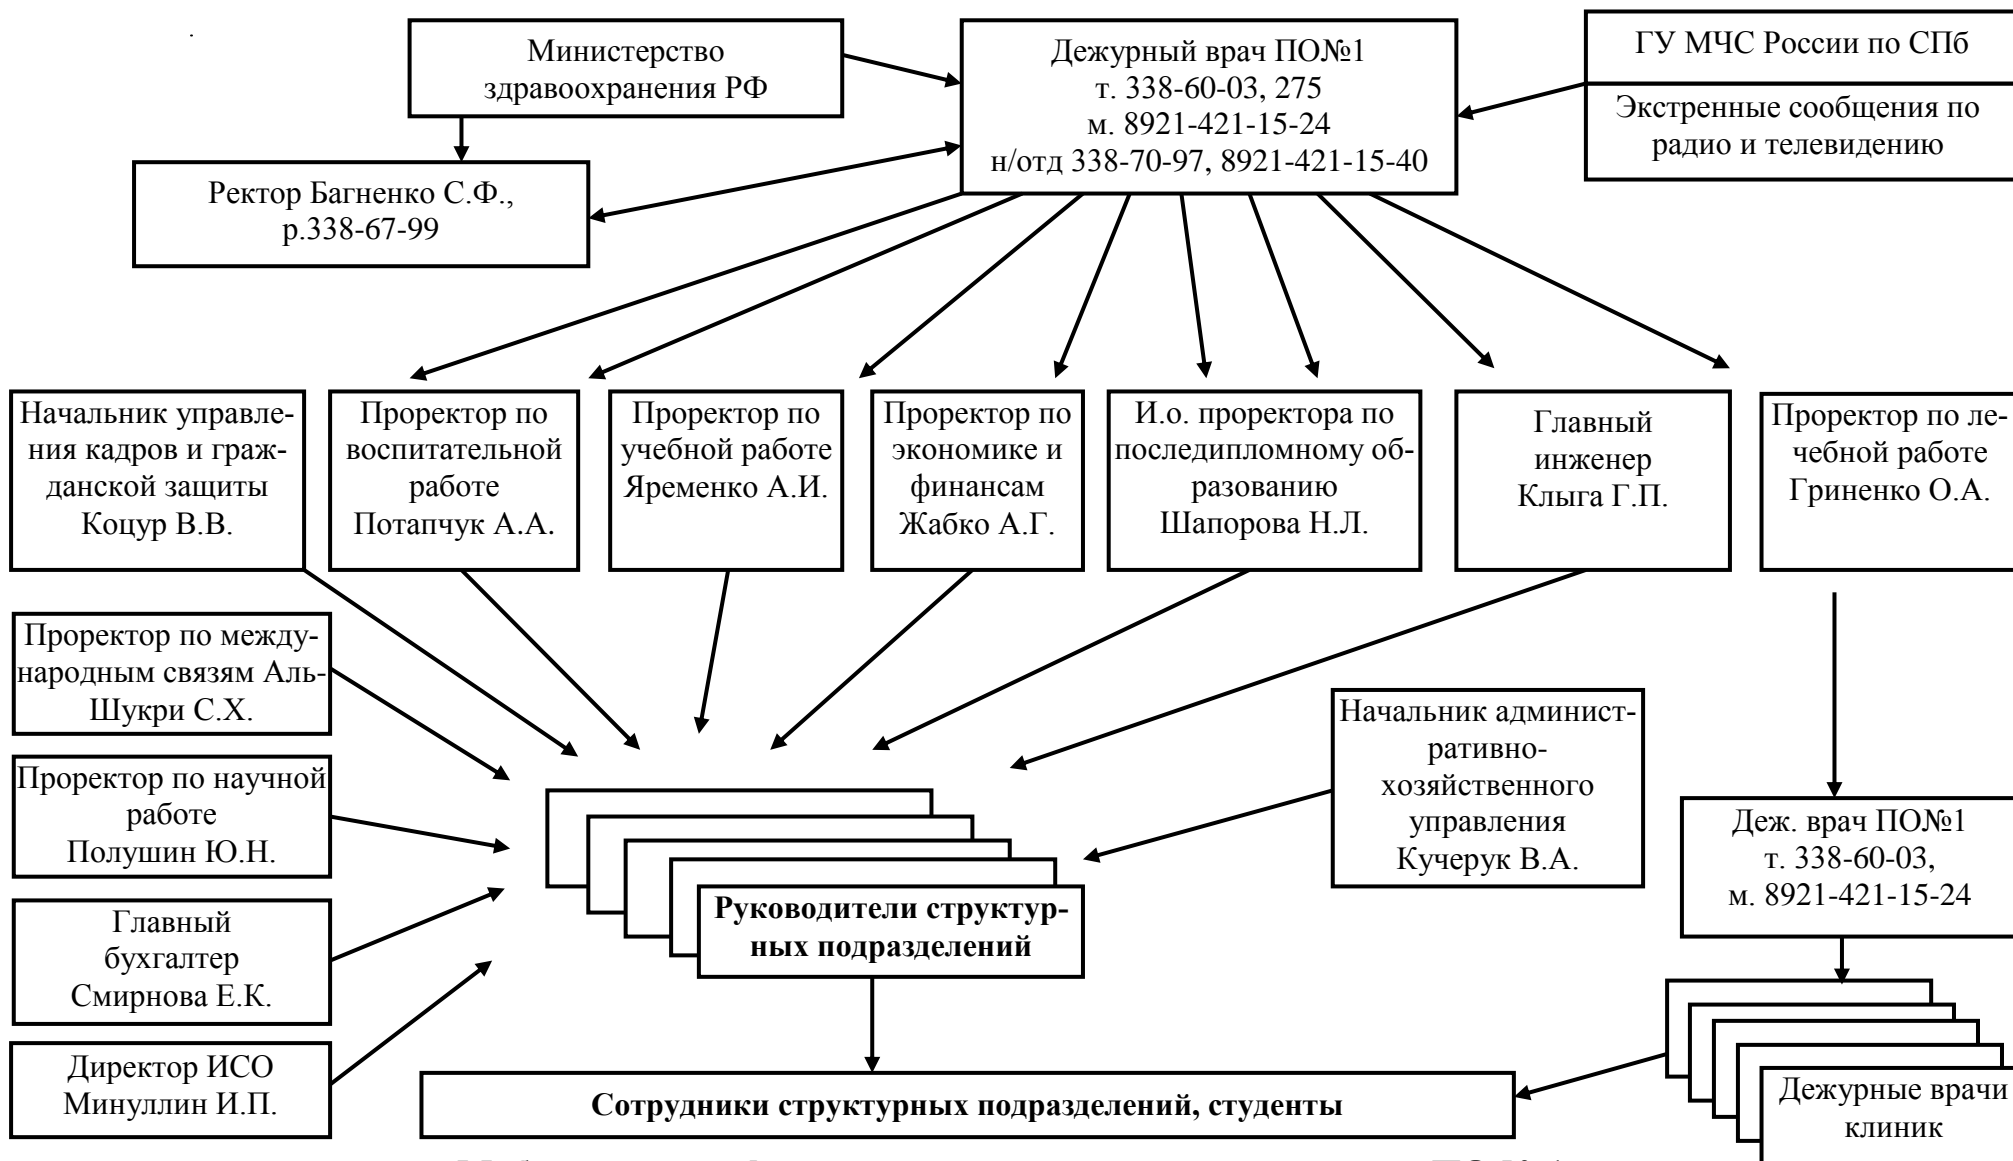 Министерство
здравоохранения РФ
Дежурный врач ПО№1
т. 338-60-03, 275
м. 8921-421-15-24
н/отд 338-70-97, 8921-421-15-40
ГУ МЧС России по СПб
Экстренные сообщения по
радио и телевидению
Ректор Багненко С.Ф.,
р.338-67-99
Начальник управле-
ния кадров и граж-
данской защиты
Коцур В.В.
Проректор по
воспитательной
работе
Потапчук А.А.
Проректор по
учебной работе
Яременко А.И.
Проректор по
экономике и
финансам
Жабко А.Г.
И.о. проректора по
последипломному об-
разованию
Шапорова Н.Л.
Главный
инженер
Клыга Г.П.
Проректор по ле-
чебной работе
Гриненко О.А.
Проректор по между-
народным связям Аль-
Шукри С.Х.
Проректор по научной
работе
Полушин Ю.Н.
Главный
бухгалтер
Смирнова Е.К.
Директор ИСО
Минуллин И.П.
Начальник админист-
ративно-
хозяйственного
управления
Кучерук В.А.
Деж. врач ПО№1
т. 338-60-03,
м. 8921-421-15-24
Руководители структур-
ных подразделений
Сотрудники структурных подразделений, студенты
Дежурные врачи
клиник